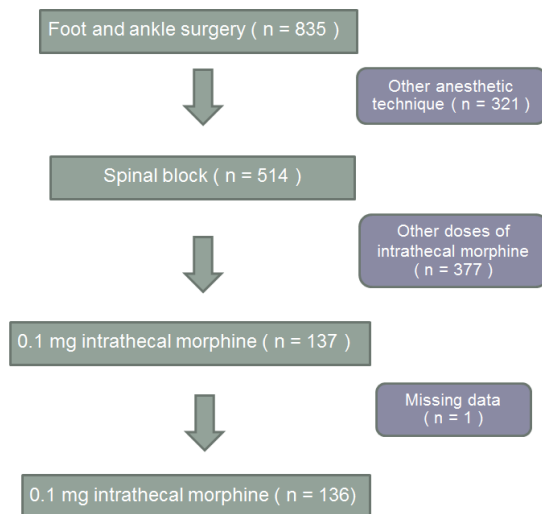 Foot and ankle surgery ( n = 835 )
Other anesthetic
technique ( n = 321 )
Spinal block ( n = 514 )
Other doses of
intrathecal morphine
( n = 377 )
0.1 mg intrathecal morphine ( n = 137 )
Missing data
( n = 1 )
0.1 mg intrathecal morphine ( n = 136)